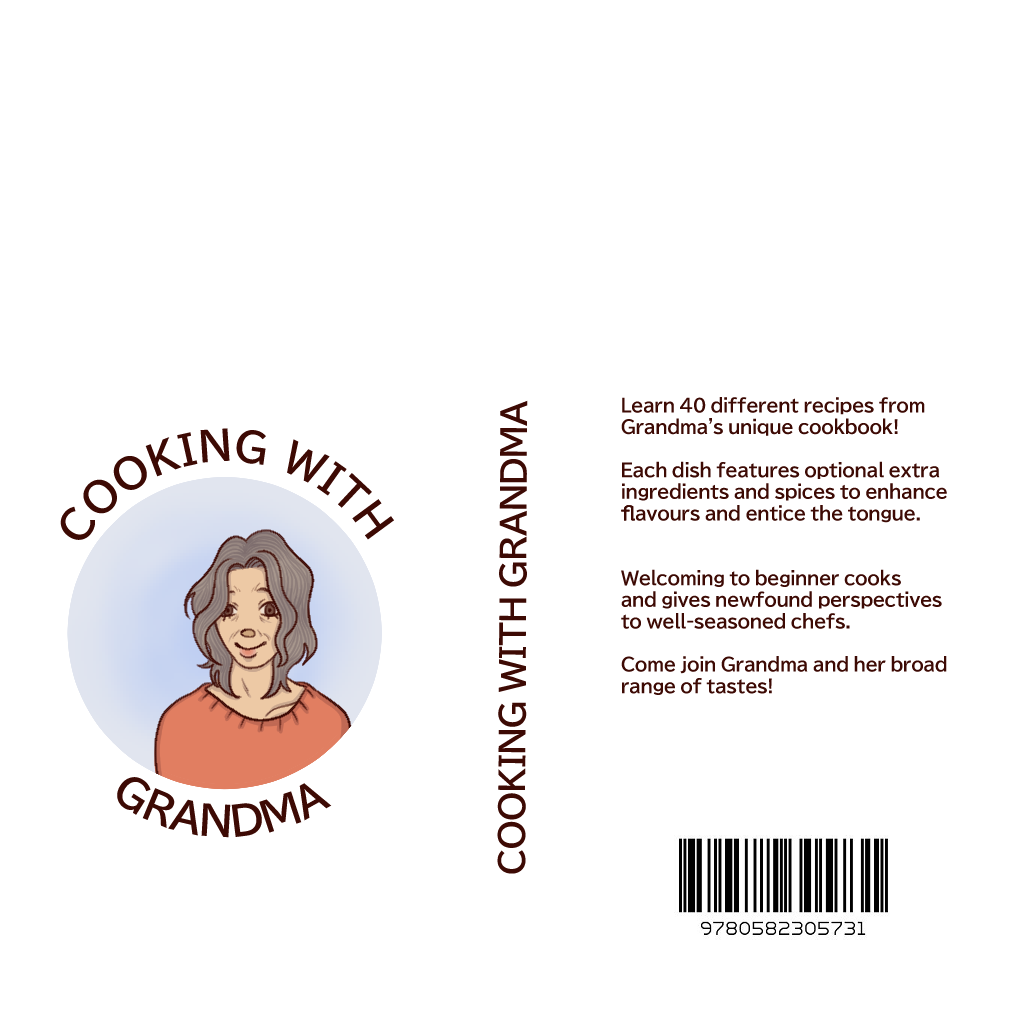 COOKING WITH
GRANDMA
COOKING WITH GRANDMA
Learn 40 different recipes from
Grandma’s unique cookbook!
Each dish features optional extra
ingredients and spices to enhance
flavours and entice the tongue.
Welcoming to beginner cooks
and gives newfound perspectives
to well-seasoned chefs.
Come join Grandma and her broad
range of tastes!
9780582305731